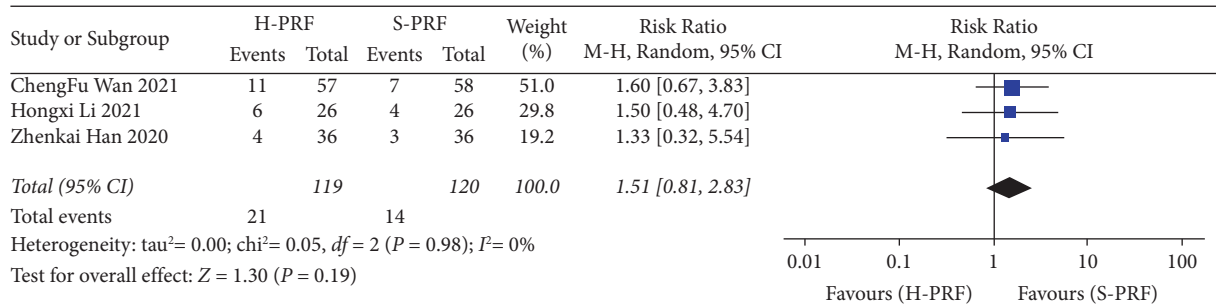 Study or Subgroup H-PRF S-PRF Weight (%) Risk Ratio M-H, Random, 95% CI Risk Ratio M-H, Random, 95% CI
Events Total Events Total
ChengFu Wan 2021 11 57 7 58 51.0 1.60 [0.67, 3.83]
Hongxi Li 2021 6 26 4 26 29.8 1.50 [0.48, 4.70]
Zhenkai Han 2020 4 36 3 36 19.2 1.33 [0.32, 5.54]
Total (95% CI) 119 120 100.0 1.51 [0.81, 2.83]
Total events 21 14
Heterogeneity: tau²= 0.00; chi²= 0.05, df = 2 (P = 0.98); I²= 0%
Test for overall effect: Z = 1.30 (P = 0.19)
0.01 0.1 1 10 100
Favours (H-PRF) Favours (S-PRF)